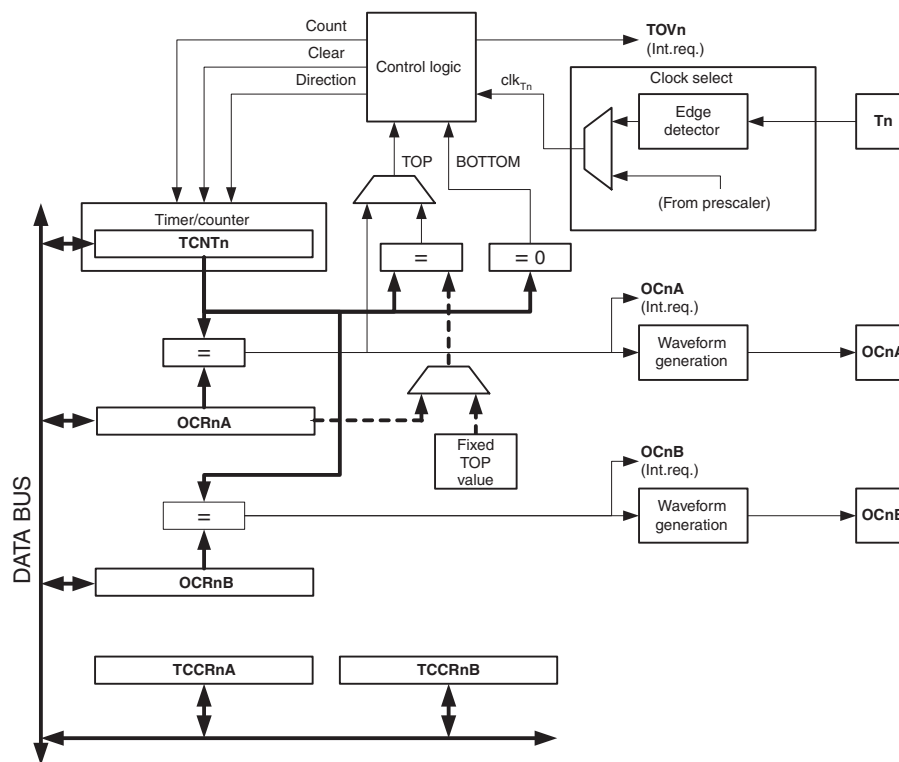 Count
Clear
Direction
Control logic
TOVn
(Int.req.)
clkTn
Clock select
Edge
detector
Tn
(From prescaler)
TOP
BOTTOM
Timer/counter
TCNTn
=
= 0
=
OCnA
(Int.req.)
Waveform
generation
OCnA
OCRnA
Fixed
TOP
value
OCnB
(Int.req.)
=
Waveform
generation
OCnB
OCRnB
DATA BUS
TCCRnA
TCCRnB